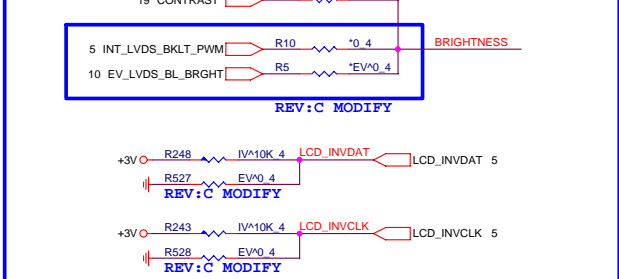 19 CONTRAST
5 INT_LVDS_BKLT_PWM R10 *0_4 BRIGHTNESS
10 EV_LVDS_BL_BRGHT R5 *EV^0_4
REV:C MODIFY
+3V R248 IV^10K_4 LCD_INVDAT LCD_INVDAT 5
R527 EV^0_4
REV:C MODIFY
+3V R243 IV^10K_4 LCD_INVCLK LCD_INVCLK 5
R528 EV^0_4
REV:C MODIFY